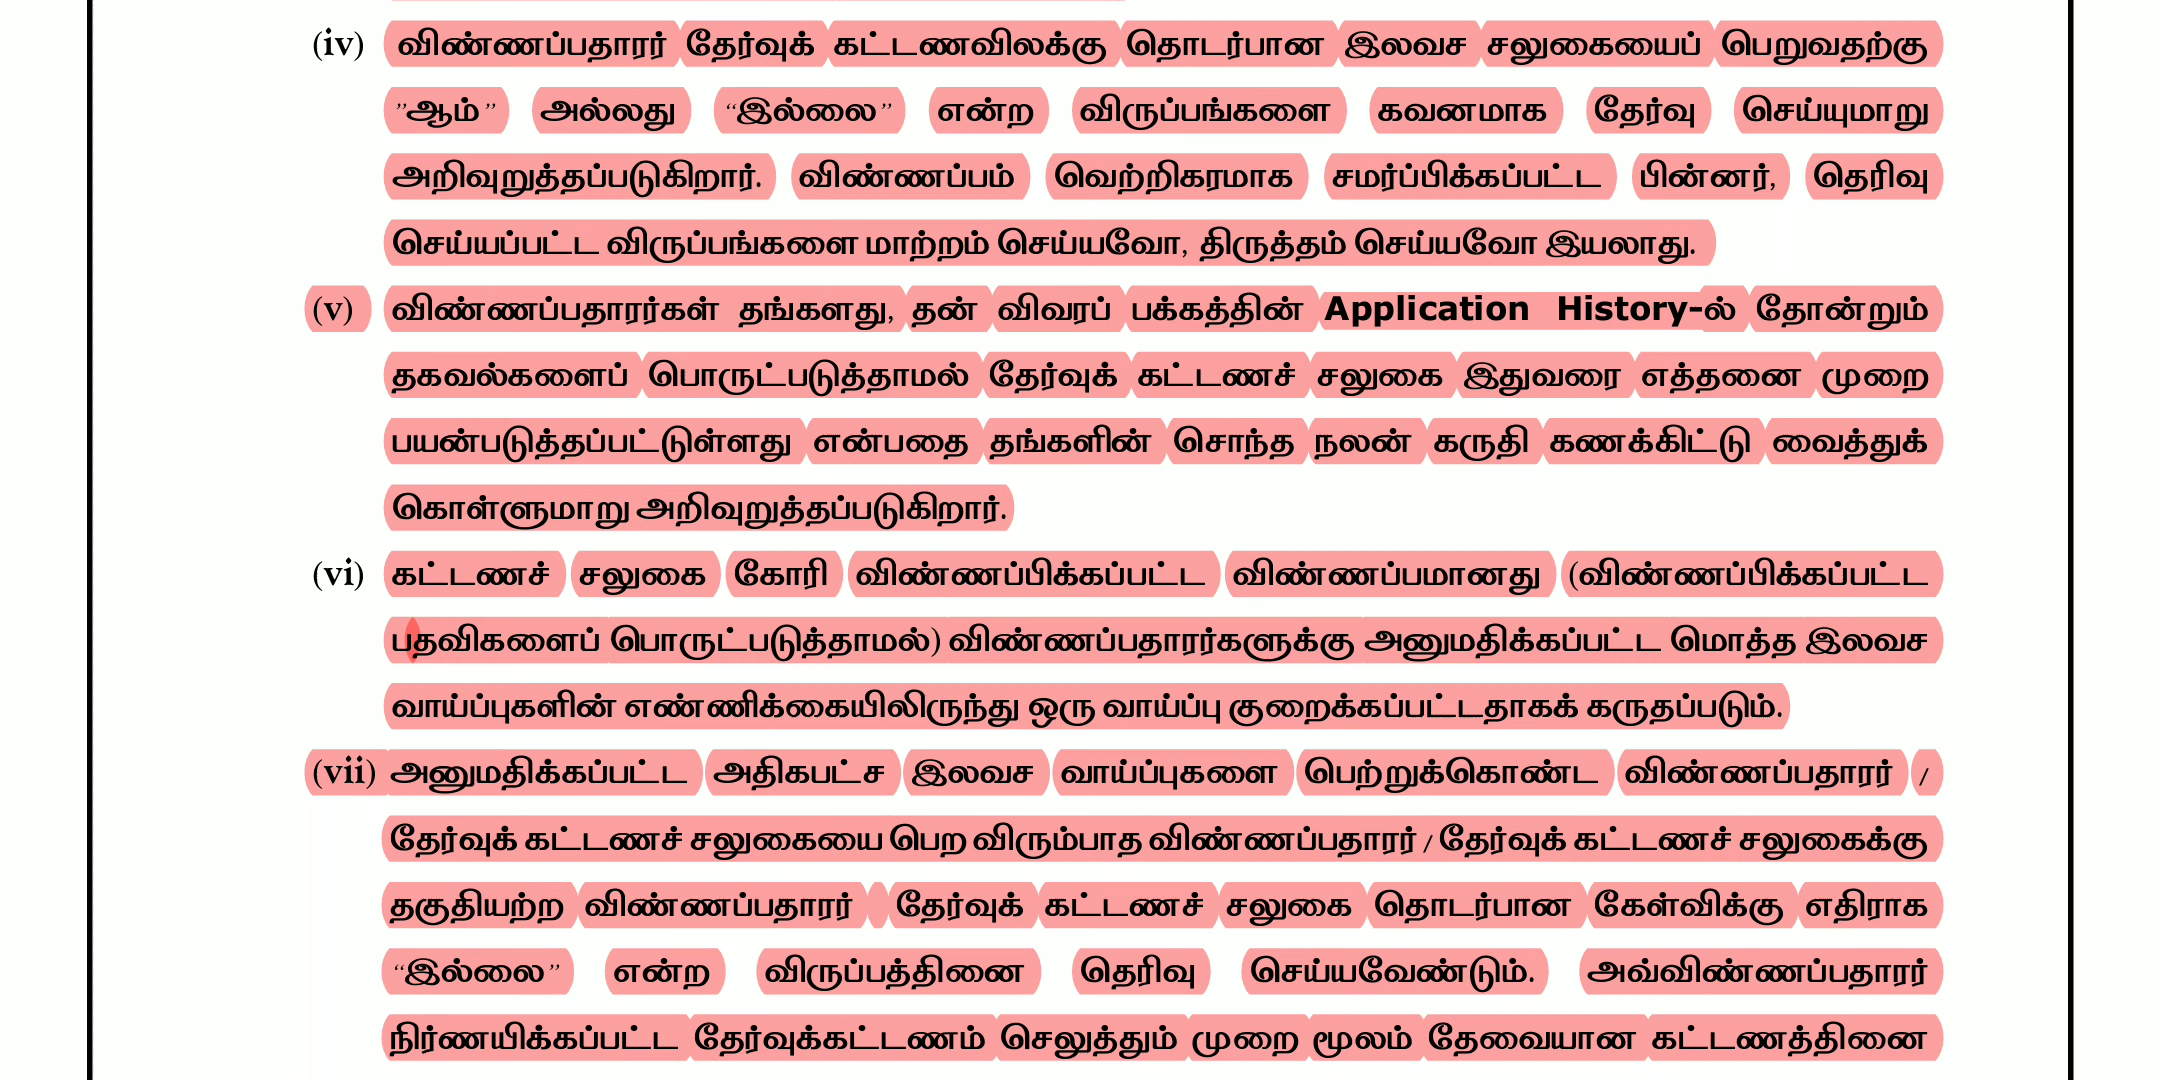 (iv) விண்ணப்பதாரர் தேர்வுக் கட்டணவிலக்கு தொடர்பான இலவச சலுகையைப் பெறுவதற்கு
”ஆம்” அல்லது “இல்லை” என்ற விருப்பங்களை கவனமாக தேர்வு செய்யுமாறு
அறிவுறுத்தப்படுகிறார். விண்ணப்பம் வெற்றிகரமாக சமர்ப்பிக்கப்பட்ட பின்னர், தெரிவு
செய்யப்பட்ட விருப்பங்களை மாற்றம் செய்யவோ, திருத்தம் செய்யவோ இயலாது.
(v) விண்ணப்பதாரர்கள் தங்களது, தன் விவரப் பக்கத்தின் Application History-ல் தோன்றும்
தகவல்களைப் பொருட்படுத்தாமல் தேர்வுக் கட்டணச் சலுகை இதுவரை எத்தனை முறை
பயன்படுத்தப்பட்டுள்ளது என்பதை தங்களின் சொந்த நலன் கருதி கணக்கிட்டு வைத்துக்
கொள்ளுமாறு அறிவுறுத்தப்படுகிறார்.
(vi) கட்டணச் சலுகை கோரி விண்ணப்பிக்கப்பட்ட விண்ணப்பமானது (விண்ணப்பிக்கப்பட்ட
பதவிகளைப் பொருட்படுத்தாமல்) விண்ணப்பதாரர்களுக்கு அனுமதிக்கப்பட்ட மொத்த இலவச
வாய்ப்புகளின் எண்ணிக்கையிலிருந்து ஒரு வாய்ப்பு குறைக்கப்பட்டதாகக் கருதப்படும்.
(vii) அனுமதிக்கப்பட்ட அதிகபட்ச இலவச வாய்ப்புகளை பெற்றுக்கொண்ட விண்ணப்பதாரர் /
தேர்வுக் கட்டணச் சலுகையை பெற விரும்பாத விண்ணப்பதாரர் / தேர்வுக் கட்டணச் சலுகைக்கு
தகுதியற்ற விண்ணப்பதாரர் தேர்வுக் கட்டணச் சலுகை தொடர்பான கேள்விக்கு எதிராக
“இல்லை” என்ற விருப்பத்தினை தெரிவு செய்யவேண்டும். அவ்விண்ணப்பதாரர்
நிர்ணயிக்கப்பட்ட தேர்வுக்கட்டணம் செலுத்தும் முறை மூலம் தேவையான கட்டணத்தினை